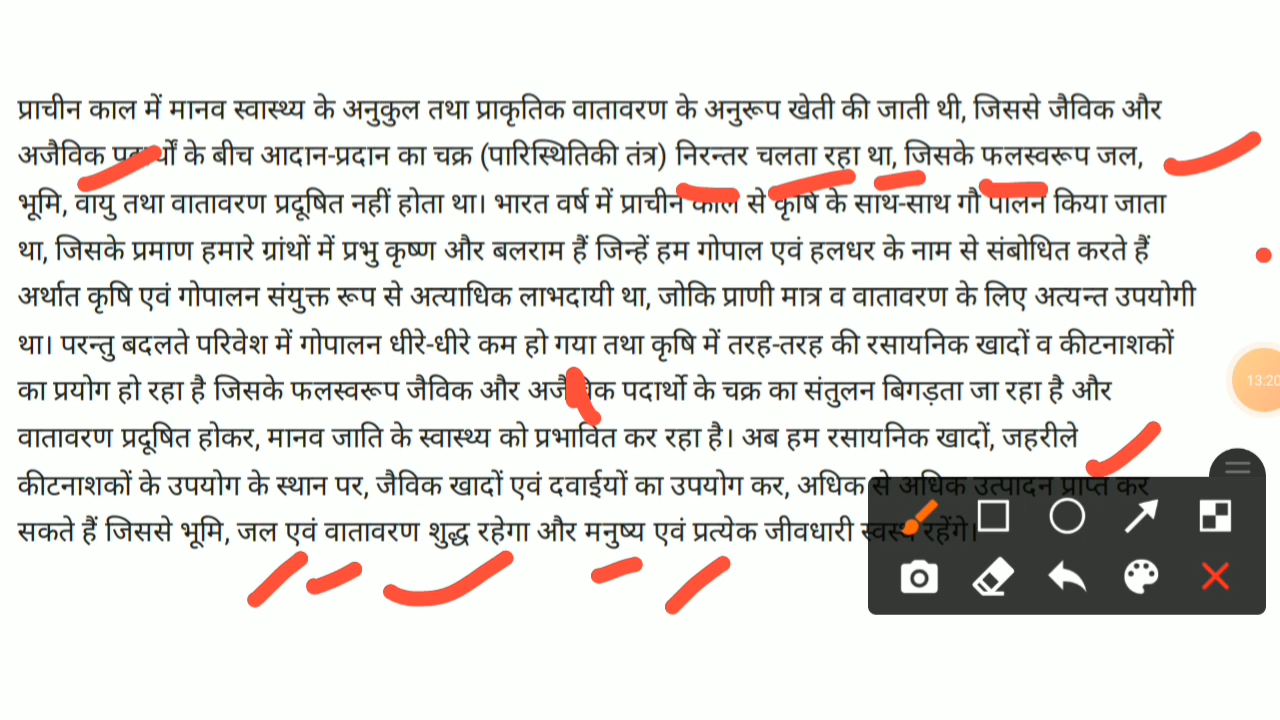 प्राचीन काल में मानव स्वास्थ्य के अनुकुल तथा प्राकृतिक वातावरण के अनुरूप खेती की जाती थी, जिससे जैविक और
अजैविक पदार्थों के बीच आदान-प्रदान का चक्र (पारिस्थितिकी तंत्र) निरन्तर चलता रहा था, जिसके फलस्वरूप जल,
भूमि, वायु तथा वातावरण प्रदूषित नहीं होता था। भारत वर्ष में प्राचीन काल से कृषि के साथ-साथ गौ पालन किया जाता
था, जिसके प्रमाण हमारे ग्रांथों में प्रभु कृष्ण और बलराम हैं जिन्हें हम गोपाल एवं हलधर के नाम से संबोधित करते हैं
अर्थात कृषि एवं गोपालन संयुक्त रूप से अत्याधिक लाभदायी था, जोकि प्राणी मात्र व वातावरण के लिए अत्यन्त उपयोगी
था। परन्तु बदलते परिवेश में गोपालन धीरे-धीरे कम हो गया तथा कृषि में तरह-तरह की रसायनिक खादों व कीटनाशकों
का प्रयोग हो रहा है जिसके फलस्वरूप जैविक और अजैविक पदार्थो के चक्र का संतुलन बिगड़ता जा रहा है और
वातावरण प्रदूषित होकर, मानव जाति के स्वास्थ्य को प्रभावित कर रहा है। अब हम रसायनिक खादों, जहरीले
कीटनाशकों के उपयोग के स्थान पर, जैविक खादों एवं दवाईयों का उपयोग कर, अधिक से अधिक उत्पादन प्राप्त कर
सकते हैं जिससे भूमि, जल एवं वातावरण शुद्ध रहेगा और मनुष्य एवं प्रत्येक जीवधारी स्वस्थ रहेंगे।
13:20